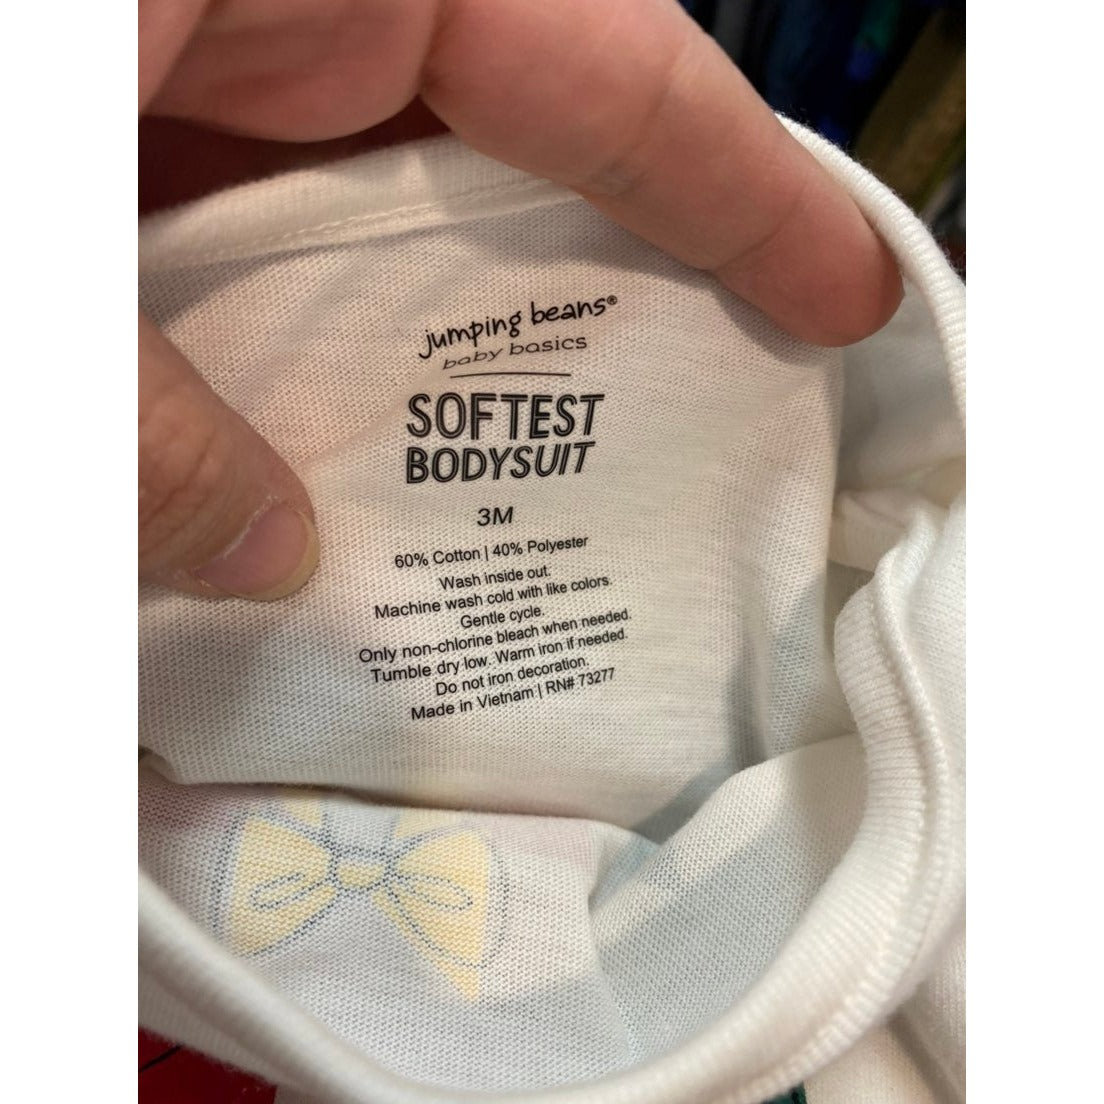 jumping beans®
baby basics
SOFTEST
BODYSUIT
3M
60% Cotton | 40% Polyester
Wash inside out.
Machine wash cold with like colors.
Gentle cycle.
Only non-chlorine bleach when needed.
Tumble dry low. Warm iron if needed.
Do not iron decoration.
Made in Vietnam | RN# 73277